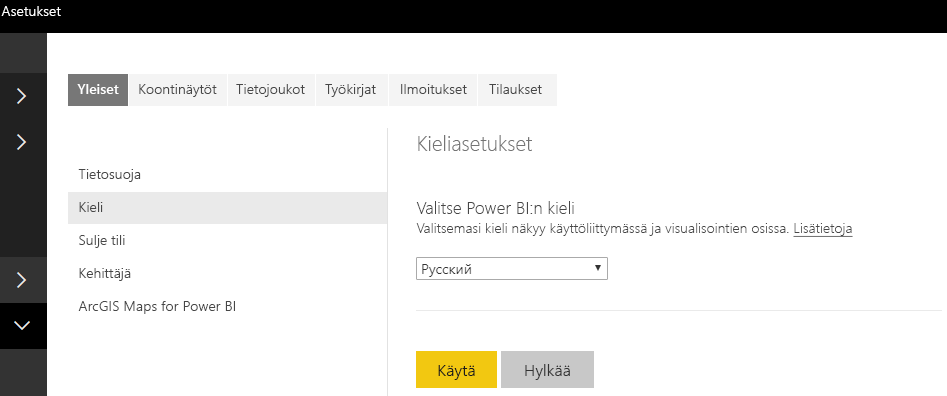 Asetukset
Yleiset Koontinäytöt Tietojoukot Työkirjat Ilmoitukset Tilaukset
Tietosuoja
Kieli
Sulje tili
Kehittäjä
ArcGIS Maps for Power BI
Kieliasetukset
Valitse Power BI:n kieli
Valitsemasi kieli näkyy käyttöliittymässä ja visualisointien osissa. Lisätietoja
Русский
Käytä Hylkää